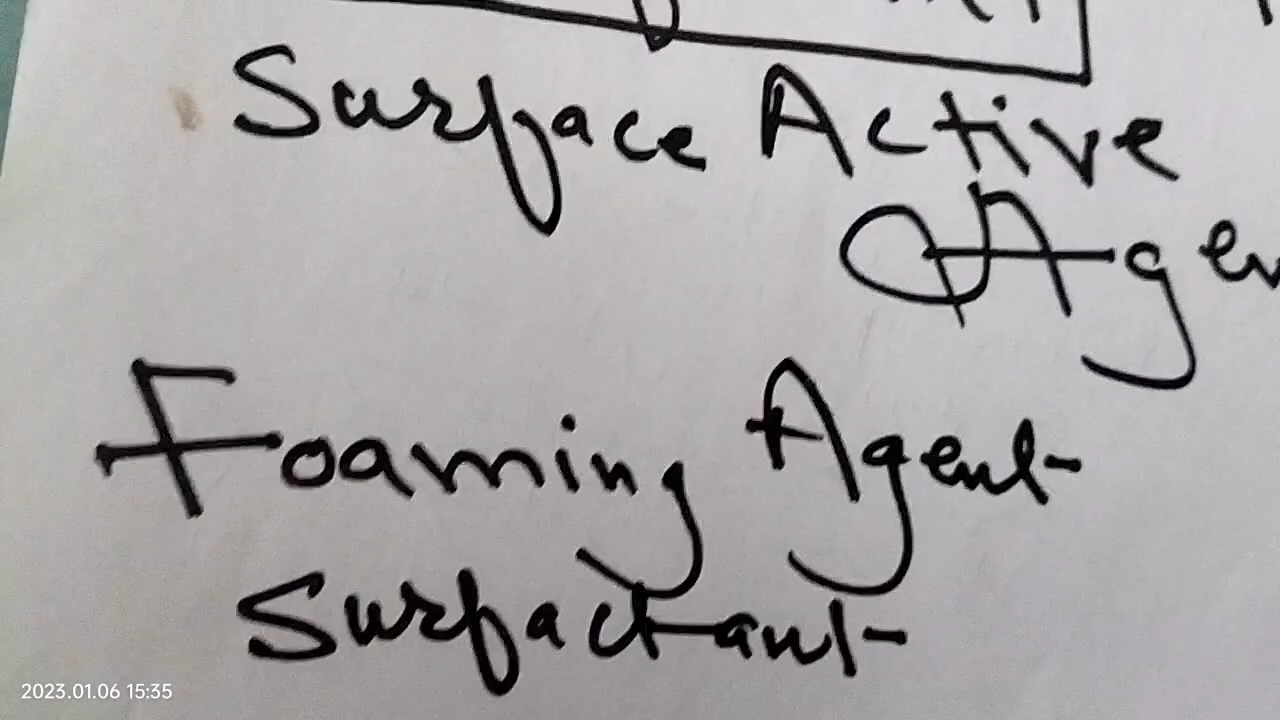 Surface Active
Agen
Foaming Agent
Surfactant
2023.01.06 15:35